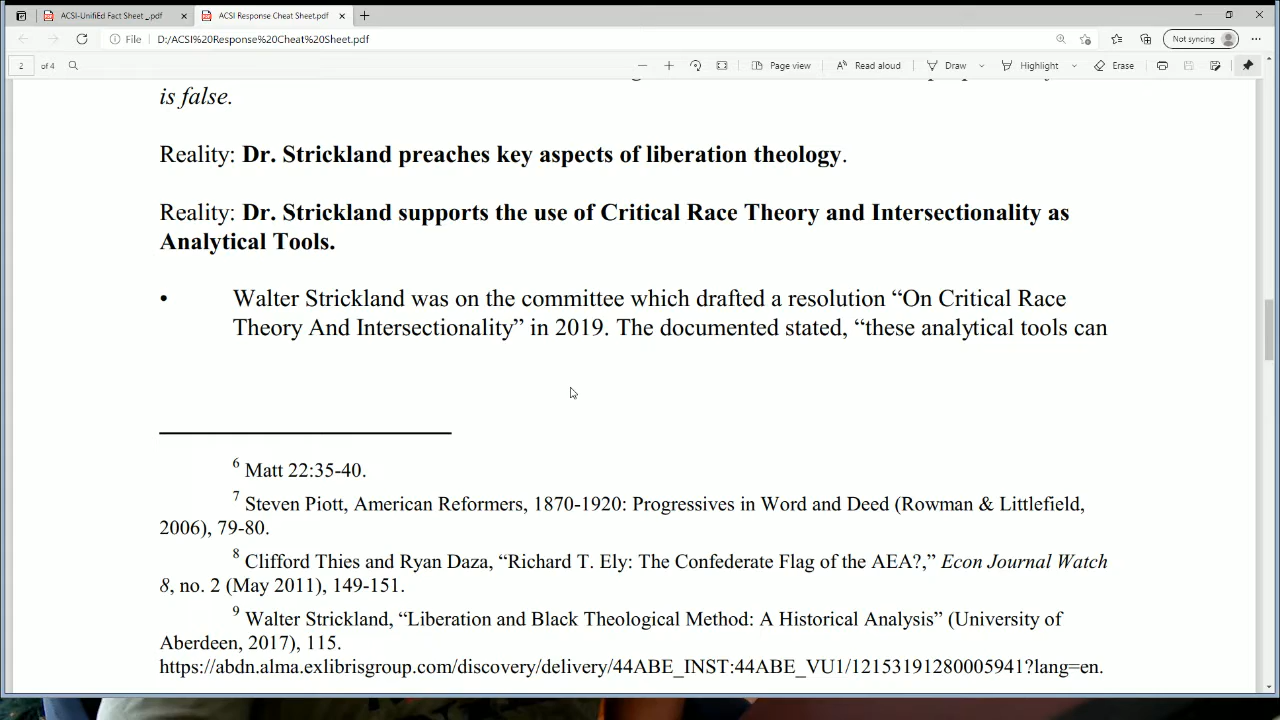 ACSI-UnifiEd Fact Sheet _.pdf
ACSI Response Cheat Sheet.pdf
File D:/ACSI%20Response%20Cheat%20Sheet.pdf
Not syncing
2 of 4
Page view
Read aloud
Draw
Highlight
Erase
is false.
Reality: Dr. Strickland preaches key aspects of liberation theology.
Reality: Dr. Strickland supports the use of Critical Race Theory and Intersectionality as
Analytical Tools.
• Walter Strickland was on the committee which drafted a resolution “On Critical Race
Theory And Intersectionality” in 2019. The documented stated, “these analytical tools can
6 Matt 22:35-40.
7 Steven Piott, American Reformers, 1870-1920: Progressives in Word and Deed (Rowman & Littlefield,
2006), 79-80.
8 Clifford Thies and Ryan Daza, “Richard T. Ely: The Confederate Flag of the AEA?,” Econ Journal Watch
8, no. 2 (May 2011), 149-151.
9 Walter Strickland, “Liberation and Black Theological Method: A Historical Analysis” (University of
Aberdeen, 2017), 115.
https://abdn.alma.exlibrisgroup.com/discovery/delivery/44ABE_INST:44ABE_VU1/12153191280005941?lang=en.